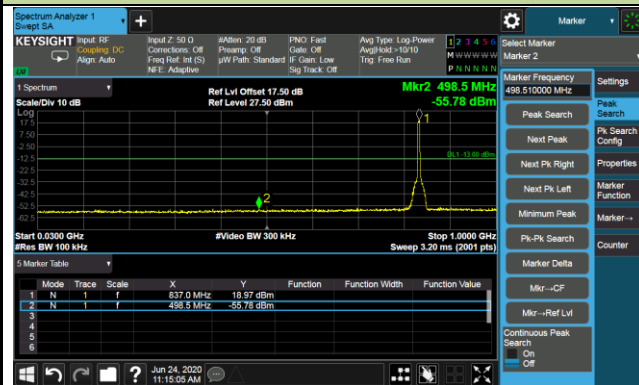 Spectrum Analyzer 1
Swept SA
Marker
KEYSIGHT
Input: RF
Coupling: DC
Align: Auto
Input Z: 50 Ω
Corrections: Off
Freq Ref: Int (S)
NFE: Adaptive
#Atten: 20 dB
Preamp: Off
µW Path: Standard
PNO: Fast
Gate: Off
IF Gain: Low
Sig Track: Off
Avg Type: Log-Power
Avg|Hold:>10/10
Trig: Free Run
1 2 3 4 5 6
M W W W W W
P N N N N N
Select Marker
Marker 2
1 Spectrum
Scale/Div 10 dB
Log
Ref Lvl Offset 17.50 dB
Ref Level 27.50 dBm
Mkr2 498.5 MHz
-55.78 dBm
17.5
7.50
-2.50
-12.5
-22.5
-32.5
-42.5
-52.5
-62.5
DL1 -13.00 dBm
1
2
Start 0.0300 GHz
#Res BW 100 kHz
#Video BW 300 kHz
Stop 1.0000 GHz
Sweep 3.20 ms (2001 pts)
5 Marker Table
Mode Trace Scale X Y Function Function Width Function Value
1 N 1 f 837.0 MHz 18.97 dBm
2 N 1 f 498.5 MHz -55.78 dBm
3
4
5
6
Marker Frequency
498.510000 MHz
Peak Search
Next Peak
Next Pk Right
Next Pk Left
Minimum Peak
Pk-Pk Search
Marker Delta
Mkr→CF
Mkr→Ref Lvl
Continuous Peak
Search
On
Off
Settings
Peak
Search
Pk Search
Config
Properties
Marker
Function
Marker→
Counter
Jun 24, 2020
11:15:05 AM